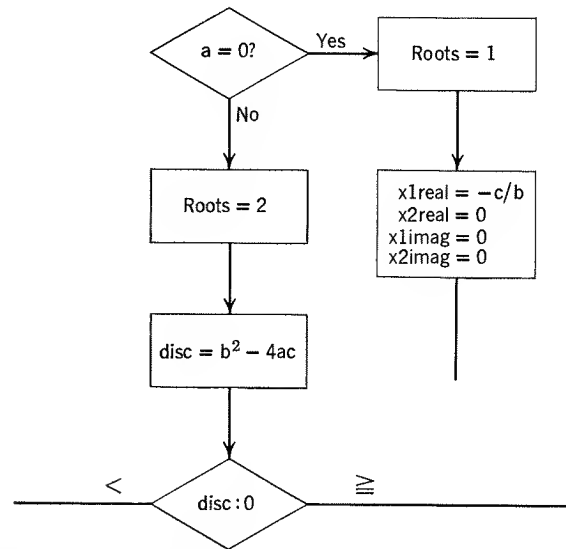 a = 0?
Yes
Roots = 1
No
Roots = 2
x1real = −c/b
x2real = 0
x1imag = 0
x2imag = 0
disc = b² − 4ac
<
disc:0
≧